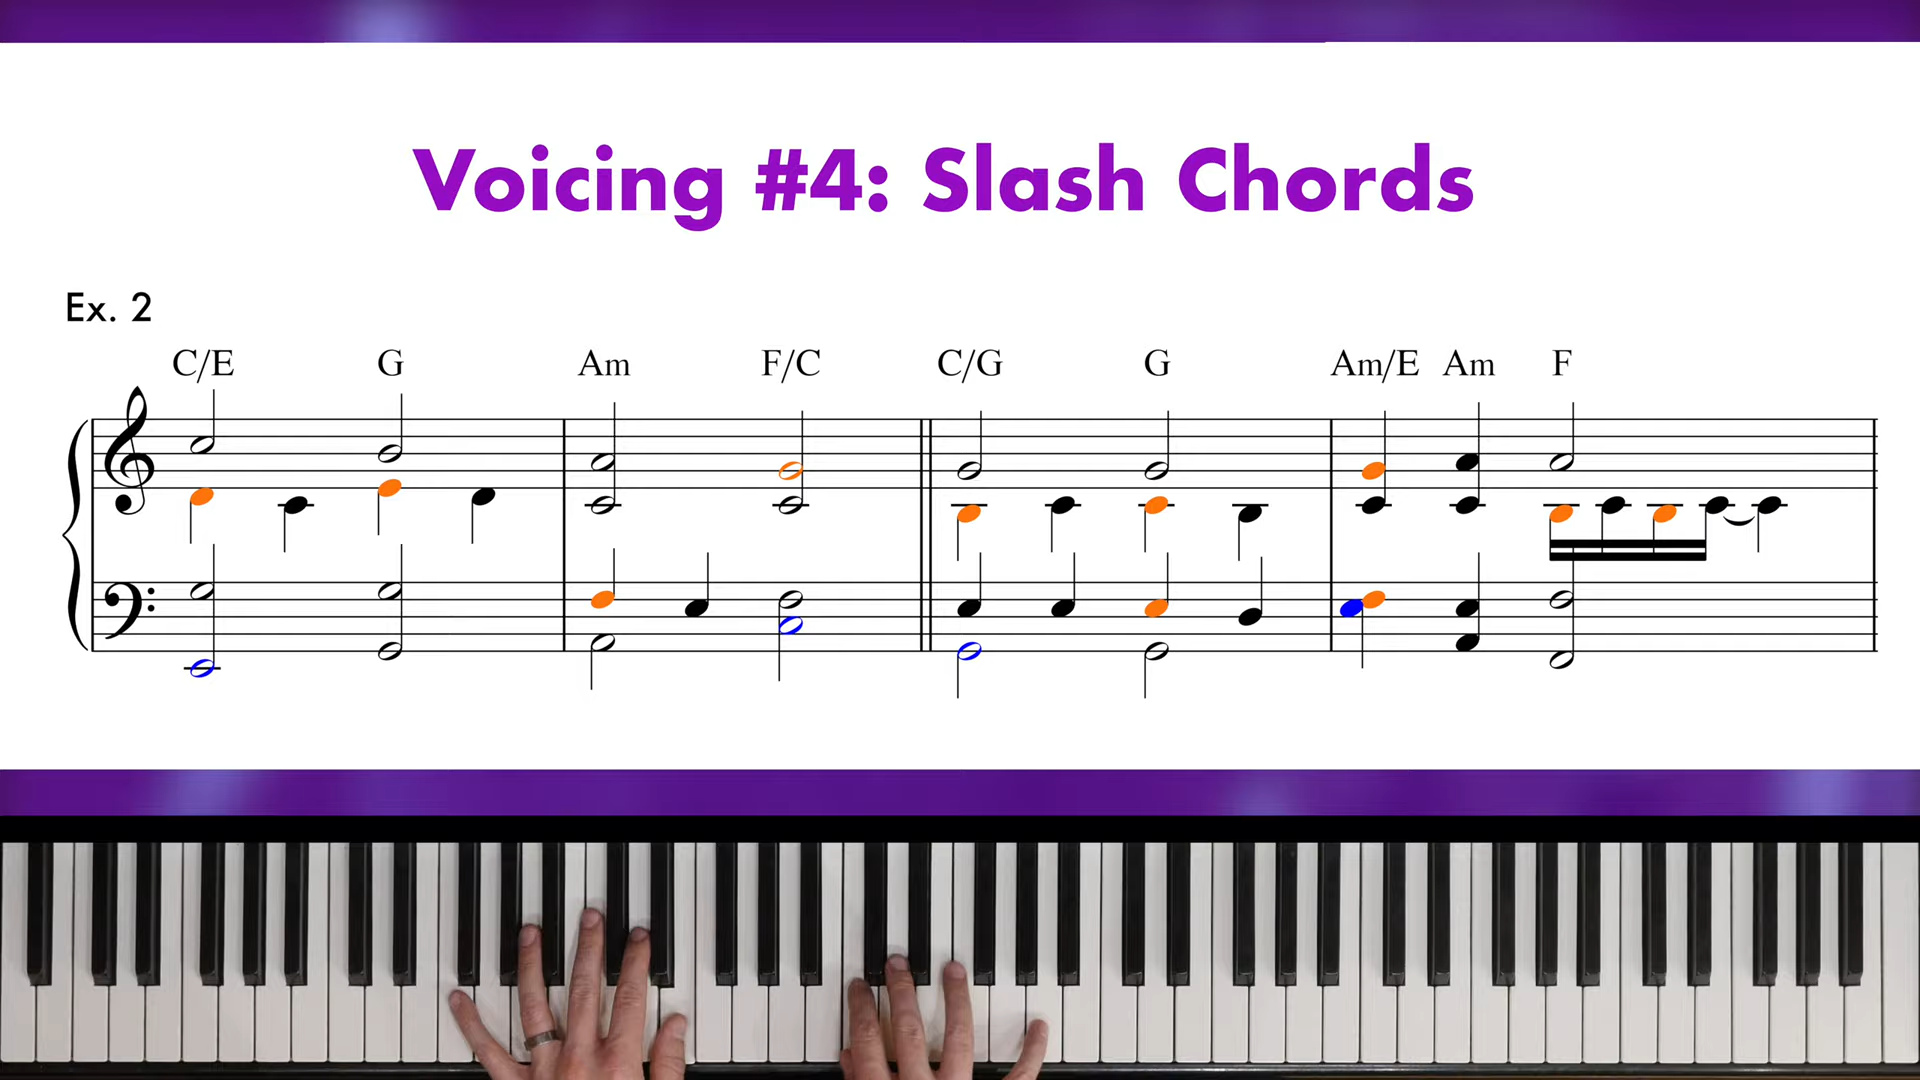 Voicing #4: Slash Chords
Ex. 2
C/E G Am F/C C/G G Am/E Am F